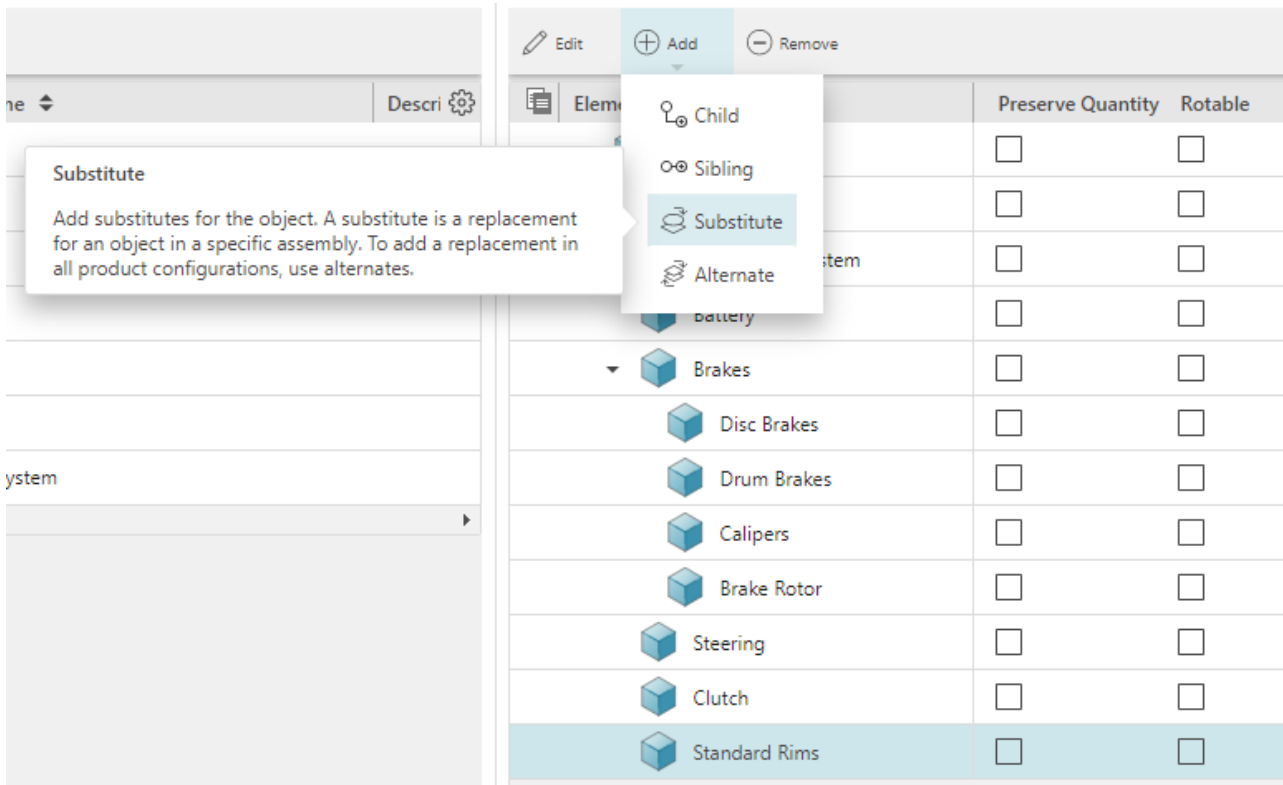 Edit
Add
Remove
Descri
Preserve Quantity
Rotable
Child
Sibling
Substitute
Alternate
Substitute
Add substitutes for the object. A substitute is a replacement
for an object in a specific assembly. To add a replacement in
all product configurations, use alternates.
stem
Battery
Brakes
Disc Brakes
Drum Brakes
ystem
Calipers
Brake Rotor
Steering
Clutch
Standard Rims